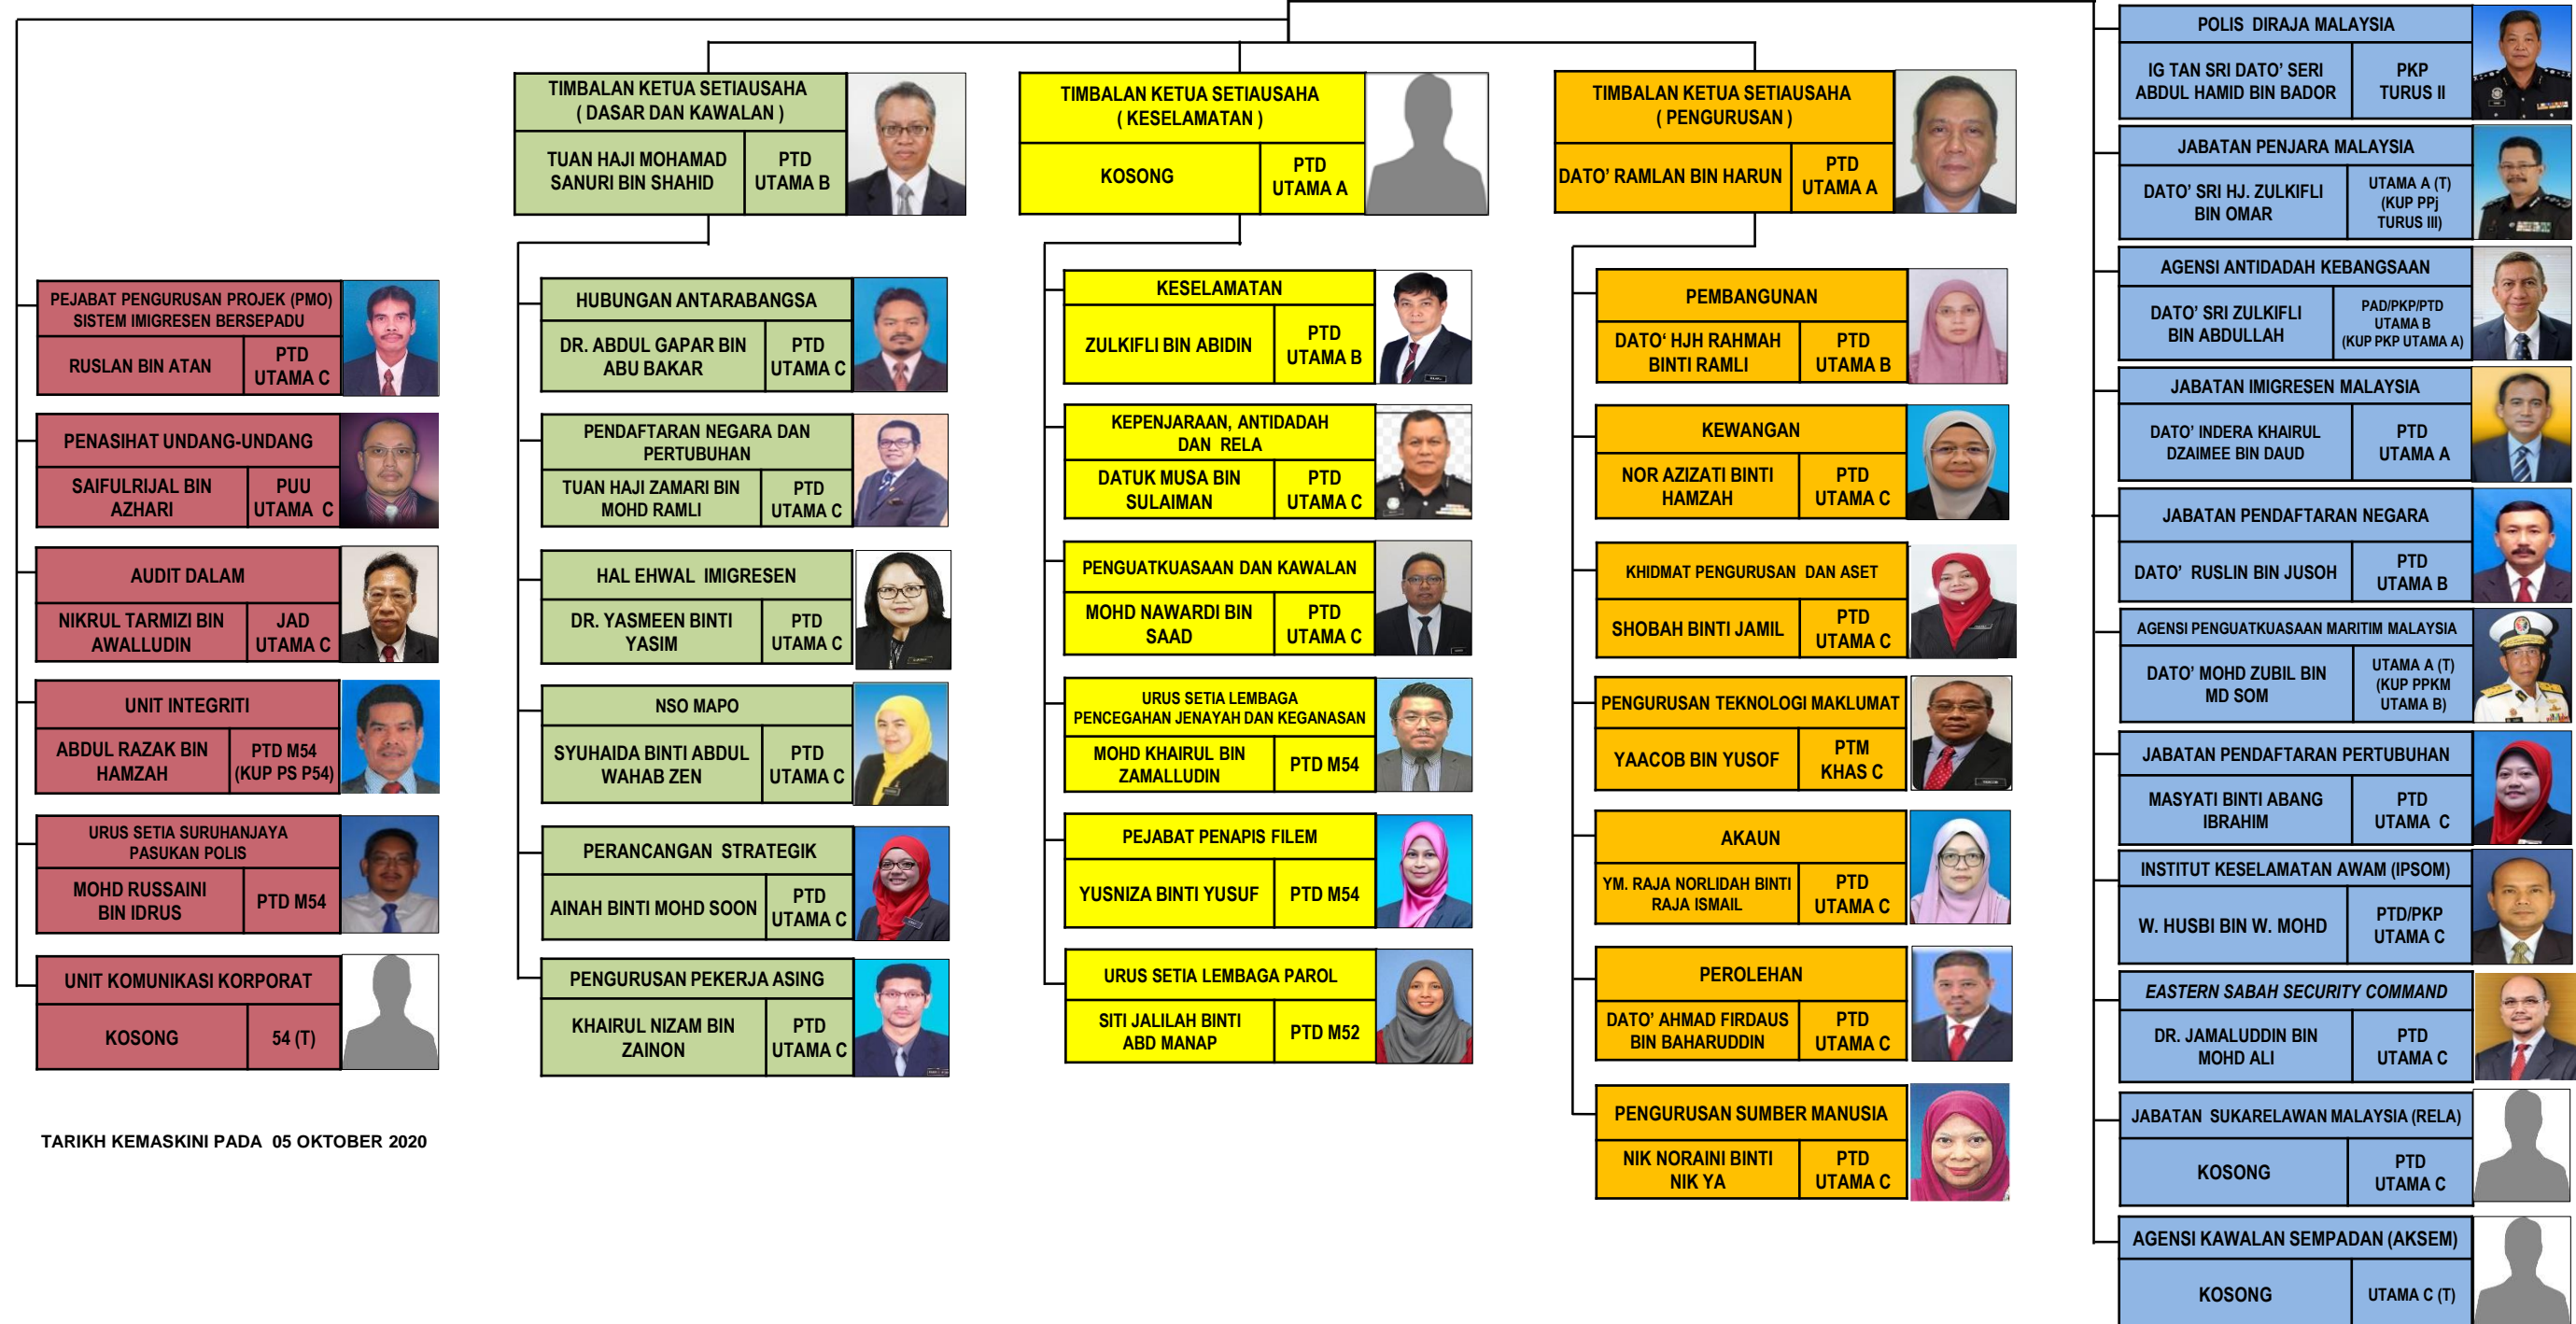 TIMBALAN KETUA SETIAUSAHA
( DASAR DAN KAWALAN )
TUAN HAJI MOHAMAD
SANURI BIN SHAHID
PTD
UTAMA B
TIMBALAN KETUA SETIAUSAHA
( KESELAMATAN )
KOSONG
PTD
UTAMA A
TIMBALAN KETUA SETIAUSAHA
( PENGURUSAN )
DATO’ RAMLAN BIN HARUN
PTD
UTAMA A
PEJABAT PENGURUSAN PROJEK (PMO)
SISTEM IMIGRESEN BERSEPADU
RUSLAN BIN ATAN
PTD
UTAMA C
PENASIHAT UNDANG-UNDANG
SAIFULRIJAL BIN
AZHARI
PUU
UTAMA C
AUDIT DALAM
NIKRUL TARMIZI BIN
AWALLUDIN
JAD
UTAMA C
UNIT INTEGRITI
ABDUL RAZAK BIN
HAMZAH
PTD M54
(KUP PS P54)
URUS SETIA SURUHANJAYA
PASUKAN POLIS
MOHD RUSSAINI
BIN IDRUS
PTD M54
UNIT KOMUNIKASI KORPORAT
KOSONG
54 (T)
TARIKH KEMASKINI PADA 05 OKTOBER 2020
HUBUNGAN ANTARABANGSA
DR. ABDUL GAPAR BIN
ABU BAKAR
PTD
UTAMA C
PENDAFTARAN NEGARA DAN
PERTUBUHAN
TUAN HAJI ZAMARI BIN
MOHD RAMLI
PTD
UTAMA C
HAL EHWAL IMIGRESEN
DR. YASMEEN BINTI
YASIM
PTD
UTAMA C
NSO MAPO
SYUHAIDA BINTI ABDUL
WAHAB ZEN
PTD
UTAMA C
PERANCANGAN STRATEGIK
AINAH BINTI MOHD SOON
PTD
UTAMA C
PENGURUSAN PEKERJA ASING
KHAIRUL NIZAM BIN
ZAINON
PTD
UTAMA C
KESELAMATAN
ZULKIFLI BIN ABIDIN
PTD
UTAMA B
KEPENJARAAN, ANTIDADAH
DAN RELA
DATUK MUSA BIN
SULAIMAN
PTD
UTAMA C
PENGUATKUASAAN DAN KAWALAN
MOHD NAWARDI BIN
SAAD
PTD
UTAMA C
URUS SETIA LEMBAGA
PENCEGAHAN JENAYAH DAN KEGANASAN
MOHD KHAIRUL BIN
ZAMALLUDIN
PTD M54
PEJABAT PENAPIS FILEM
YUSNIZA BINTI YUSUF
PTD M54
URUS SETIA LEMBAGA PAROL
SITI JALILAH BINTI
ABD MANAP
PTD M52
PEMBANGUNAN
DATO‘ HJH RAHMAH
BINTI RAMLI
PTD
UTAMA B
KEWANGAN
NOR AZIZATI BINTI
HAMZAH
PTD
UTAMA C
KHIDMAT PENGURUSAN DAN ASET
SHOBAH BINTI JAMIL
PTD
UTAMA C
PENGURUSAN TEKNOLOGI MAKLUMAT
YAACOB BIN YUSOF
PTM
KHAS C
AKAUN
YM. RAJA NORLIDAH BINTI
RAJA ISMAIL
PTD
UTAMA C
PEROLEHAN
DATO’ AHMAD FIRDAUS
BIN BAHARUDDIN
PTD
UTAMA C
PENGURUSAN SUMBER MANUSIA
NIK NORAINI BINTI
NIK YA
PTD
UTAMA C
POLIS DIRAJA MALAYSIA
IG TAN SRI DATO’ SERI
ABDUL HAMID BIN BADOR
PKP
TURUS II
JABATAN PENJARA MALAYSIA
DATO’ SRI HJ. ZULKIFLI
BIN OMAR
UTAMA A (T)
(KUP PPj
TURUS III)
AGENSI ANTIDADAH KEBANGSAAN
DATO’ SRI ZULKIFLI
BIN ABDULLAH
PAD/PKP/PTD
UTAMA B
(KUP PKP UTAMA A)
JABATAN IMIGRESEN MALAYSIA
DATO’ INDERA KHAIRUL
DZAIMEE BIN DAUD
PTD
UTAMA A
JABATAN PENDAFTARAN NEGARA
DATO’ RUSLIN BIN JUSOH
PTD
UTAMA B
AGENSI PENGUATKUASAAN MARITIM MALAYSIA
DATO’ MOHD ZUBIL BIN
MD SOM
UTAMA A (T)
(KUP PPKM
UTAMA B)
JABATAN PENDAFTARAN PERTUBUHAN
MASYATI BINTI ABANG
IBRAHIM
PTD
UTAMA C
INSTITUT KESELAMATAN AWAM (IPSOM)
W. HUSBI BIN W. MOHD
PTD/PKP
UTAMA C
EASTERN SABAH SECURITY COMMAND
DR. JAMALUDDIN BIN
MOHD ALI
PTD
UTAMA C
JABATAN SUKARELAWAN MALAYSIA (RELA)
KOSONG
PTD
UTAMA C
AGENSI KAWALAN SEMPADAN (AKSEM)
KOSONG
UTAMA C (T)